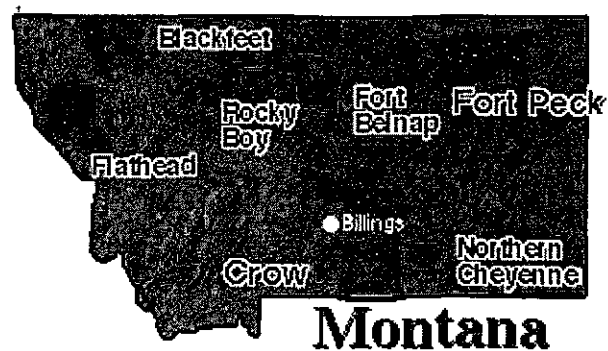 Blackfeet
Rocky
Boy
Fort
Belnap
Fort Peck
Flathead
Billings
Crow
Northern
Cheyenne
Montana